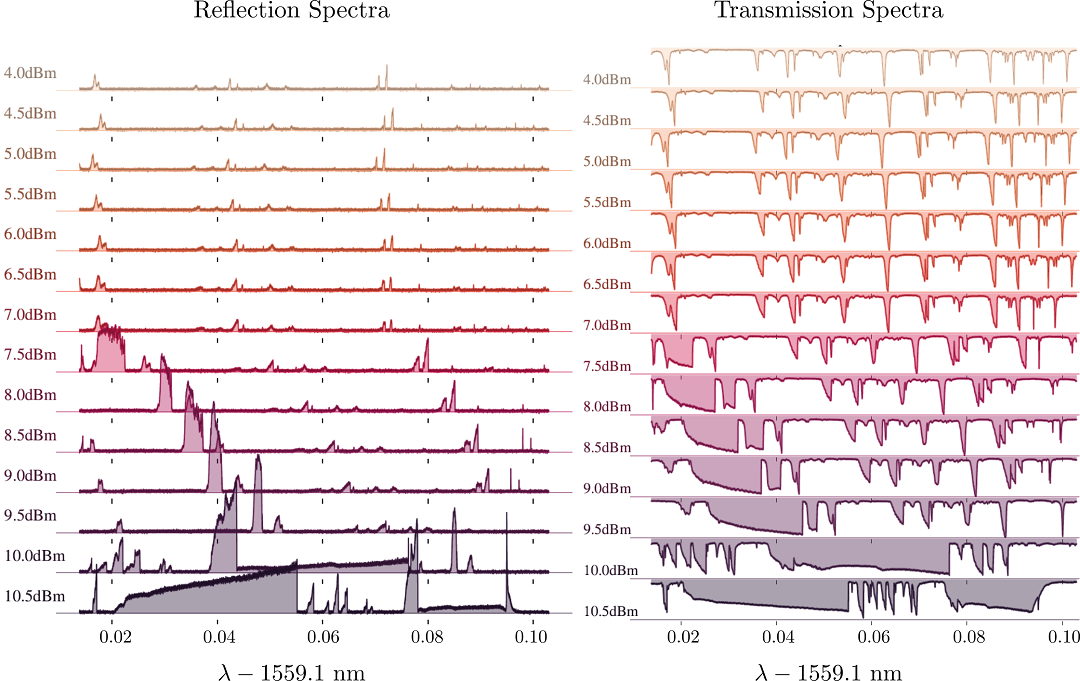 Reflection Spectra
4.0dBm
4.5dBm
5.0dBm
5.5dBm
6.0dBm
6.5dBm
7.0dBm
7.5dBm
8.0dBm
8.5dBm
9.0dBm
9.5dBm
10.0dBm
10.5dBm
0.02 0.04 0.06 0.08 0.10
λ − 1559.1 nm
Transmission Spectra
4.0dBm
4.5dBm
5.0dBm
5.5dBm
6.0dBm
6.5dBm
7.0dBm
7.5dBm
8.0dBm
8.5dBm
9.0dBm
9.5dBm
10.0dBm
10.5dBm
0.02 0.04 0.06 0.08 0.10
λ − 1559.1 nm